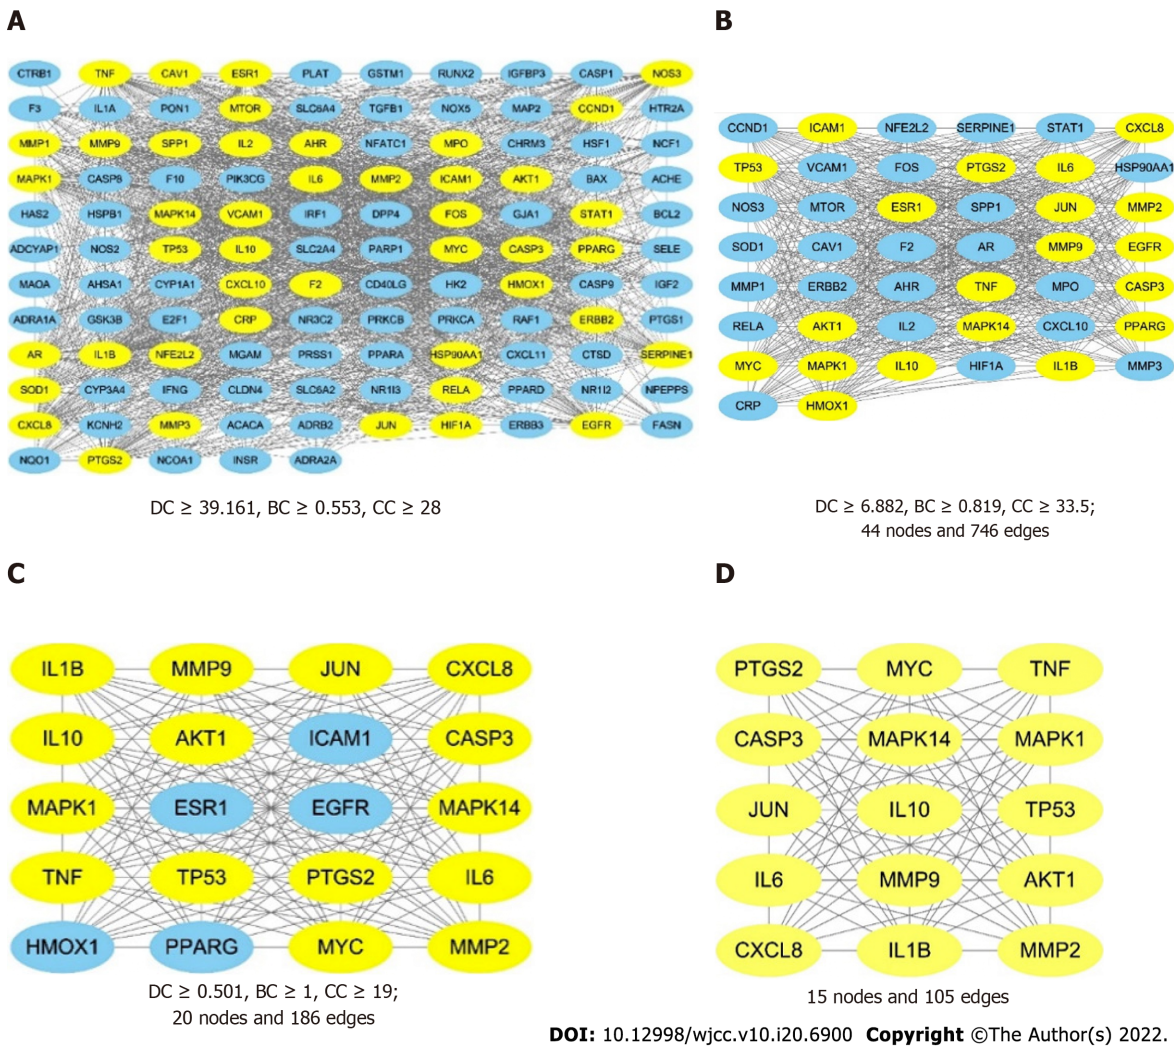 A
CTRB1 TNF CAV1 ESR1 PLAT GSTM1 RUNX2 IGFBP3 CASP1 NOS3
F3 IL1A PON1 MTOR SLC6A4 TGFB1 NOX5 MAP2 CCND1 HTR2A
MMP1 MMP9 SPP1 IL2 AHR NFATC1 MPO CHRM3 HSF1 NCF1
MAPK1 CASP8 F10 PIK3CG IL6 MMP2 ICAM1 AKT1 BAX ACHE
HAS2 HSPB1 MAPK14 VCAM1 IRF1 DPP4 FOS GJA1 STAT1 BCL2
ADCYAP1 NOS2 TP53 IL10 SLC2A4 PARP1 MYC CASP3 PPARG SELE
MAOA AHSA1 CYP1A1 CXCL10 F2 CD40LG HK2 HMOX1 CASP9 IGF2
ADRA1A GSK3B E2F1 CRP NR3C2 PRKCB PRKCA RAF1 ERBB2 PTGS1
AR IL1B NFE2L2 MGAM PRSS1 PPARA HSP90AA1 CXCL11 CTSD SERPINE1
SOD1 CYP3A4 IFNG CLDN4 SLC6A2 NR1I3 RELA PPARD NR1I2 NPEPPS
CXCL8 KCNH2 MMP3 ACACA ADRB2 JUN HIF1A ERBB3 EGFR FASN
NQO1 PTGS2 NCOA1 INSR ADRA2A
DC ≥ 39.161, BC ≥ 0.553, CC ≥ 28
B
CCND1 ICAM1 NFE2L2 SERPINE1 STAT1 CXCL8
TP53 VCAM1 FOS PTGS2 IL6 HSP90AA1
NOS3 MTOR ESR1 SPP1 JUN MMP2
SOD1 CAV1 F2 AR MMP9 EGFR
MMP1 ERBB2 AHR TNF MPO CASP3
RELA AKT1 IL2 MAPK14 CXCL10 PPARG
MYC MAPK1 IL10 HIF1A IL1B MMP3
CRP HMOX1
DC ≥ 6.882, BC ≥ 0.819, CC ≥ 33.5;
44 nodes and 746 edges
C
IL1B MMP9 JUN CXCL8
IL10 AKT1 ICAM1 CASP3
MAPK1 ESR1 EGFR MAPK14
TNF TP53 PTGS2 IL6
HMOX1 PPARG MYC MMP2
DC ≥ 0.501, BC ≥ 1, CC ≥ 19;
20 nodes and 186 edges
D
PTGS2 MYC TNF
CASP3 MAPK14 MAPK1
JUN IL10 TP53
IL6 MMP9 AKT1
CXCL8 IL1B MMP2
15 nodes and 105 edges
DOI: 10.12998/wjcc.v10.i20.6900 Copyright ©The Author(s) 2022.